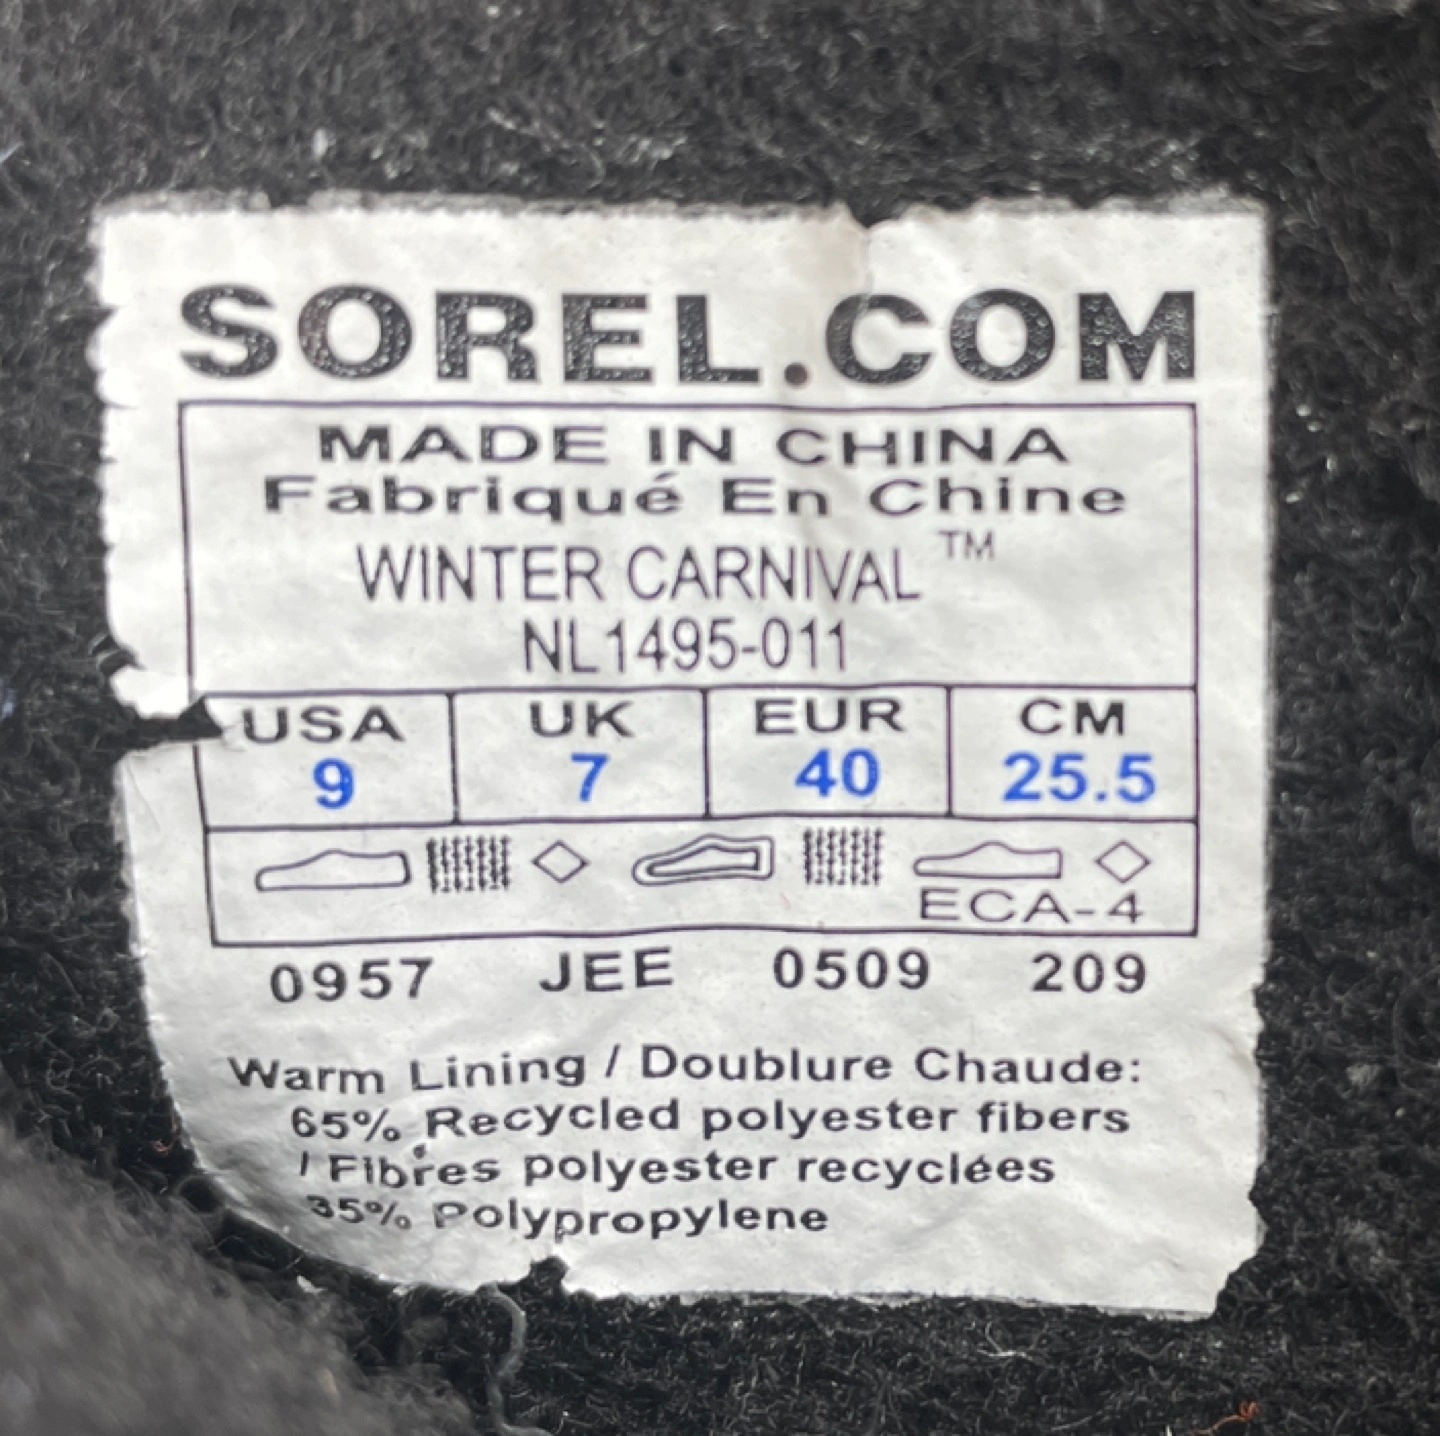 SOREL.COM
MADE IN CHINA
Fabriqué En Chine
WINTER CARNIVAL ™
NL1495-011
USA UK EUR CM
9 7 40 25.5
ECA-4
0957 JEE 0509 209
Warm Lining / Doublure Chaude:
65% Recycled polyester fibers
/ Fibres polyester recyclées
35% Polypropylene